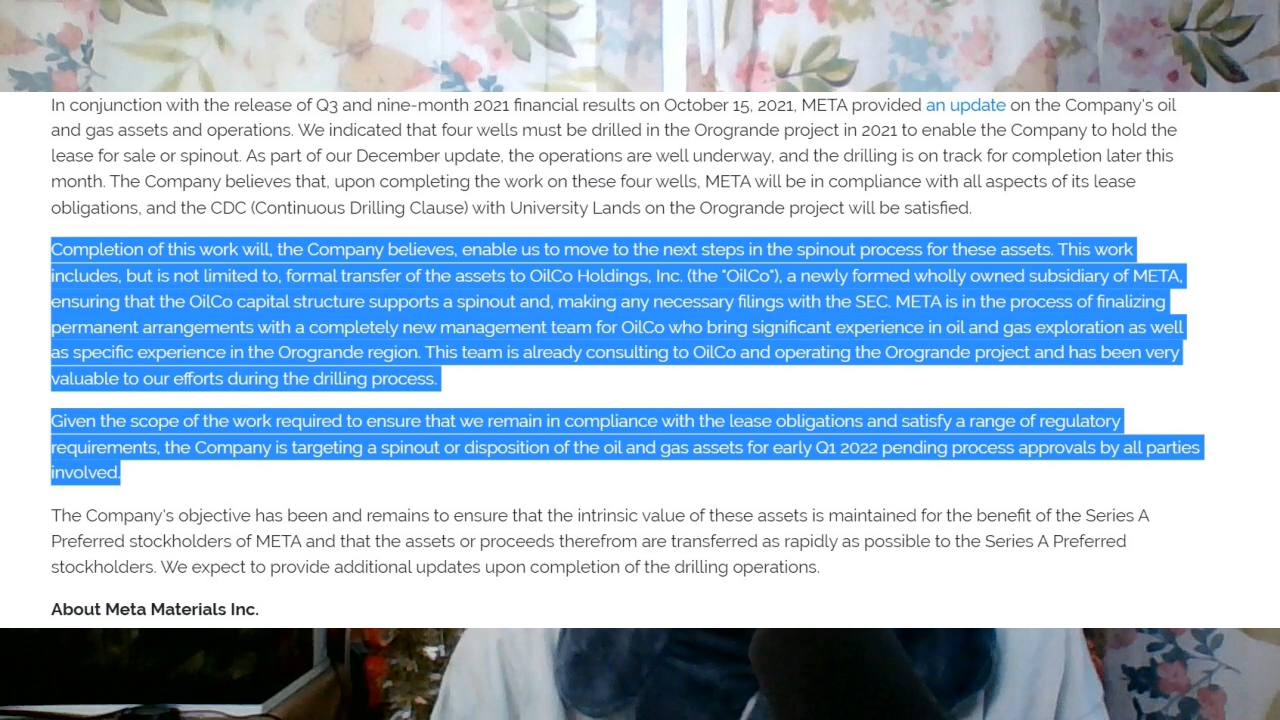 In conjunction with the release of Q3 and nine-month 2021 financial results on October 15, 2021, META provided an update on the Company's oil
and gas assets and operations. We indicated that four wells must be drilled in the Orogrande project in 2021 to enable the Company to hold the
lease for sale or spinout. As part of our December update, the operations are well underway, and the drilling is on track for completion later this
month. The Company believes that, upon completing the work on these four wells, META will be in compliance with all aspects of its lease
obligations, and the CDC (Continuous Drilling Clause) with University Lands on the Orogrande project will be satisfied.
Completion of this work will, the Company believes, enable us to move to the next steps in the spinout process for these assets. This work
includes, but is not limited to, formal transfer of the assets to OilCo Holdings, Inc. (the "OilCo"), a newly formed wholly owned subsidiary of META,
ensuring that the OilCo capital structure supports a spinout and, making any necessary filings with the SEC. META is in the process of finalizing
permanent arrangements with a completely new management team for OilCo who bring significant experience in oil and gas exploration as well
as specific experience in the Orogrande region. This team is already consulting to OilCo and operating the Orogrande project and has been very
valuable to our efforts during the drilling process.
Given the scope of the work required to ensure that we remain in compliance with the lease obligations and satisfy a range of regulatory
requirements, the Company is targeting a spinout or disposition of the oil and gas assets for early Q1 2022 pending process approvals by all parties
involved.
The Company's objective has been and remains to ensure that the intrinsic value of these assets is maintained for the benefit of the Series A
Preferred stockholders of META and that the assets or proceeds therefrom are transferred as rapidly as possible to the Series A Preferred
stockholders. We expect to provide additional updates upon completion of the drilling operations.
About Meta Materials Inc.